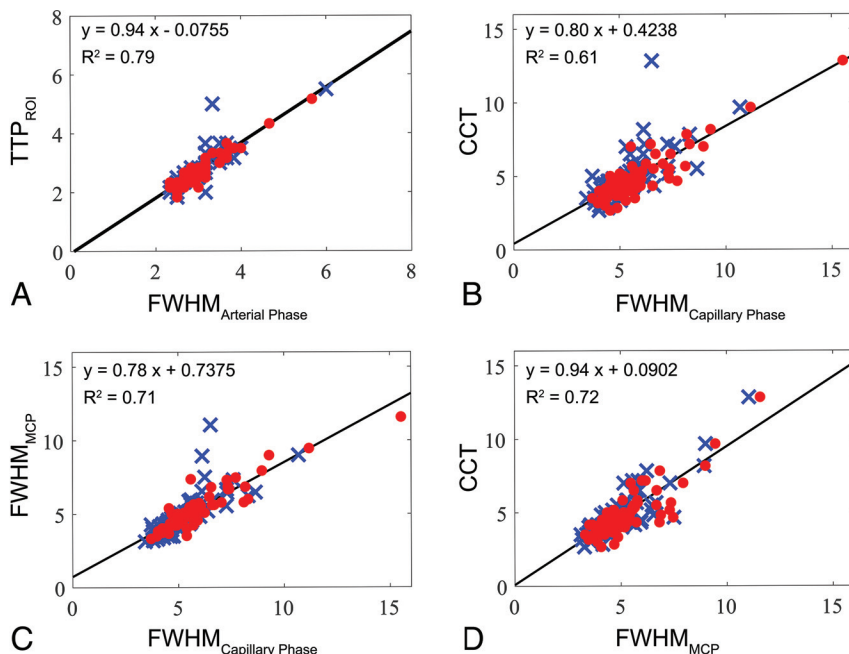 y = 0.94 x - 0.0755
R² = 0.79
TTP_ROI
8
6
4
2
0
2
4
6
8
FWHM_Arterial Phase
A
y = 0.80 x + 0.4238
R² = 0.61
CCT
15
10
5
0
0
5
10
15
FWHM_Capillary Phase
B
y = 0.78 x + 0.7375
R² = 0.71
FWHM_MCP
15
10
5
0
0
5
10
15
FWHM_Capillary Phase
C
y = 0.94 x + 0.0902
R² = 0.72
CCT
15
10
5
0
0
5
10
15
FWHM_MCP
D